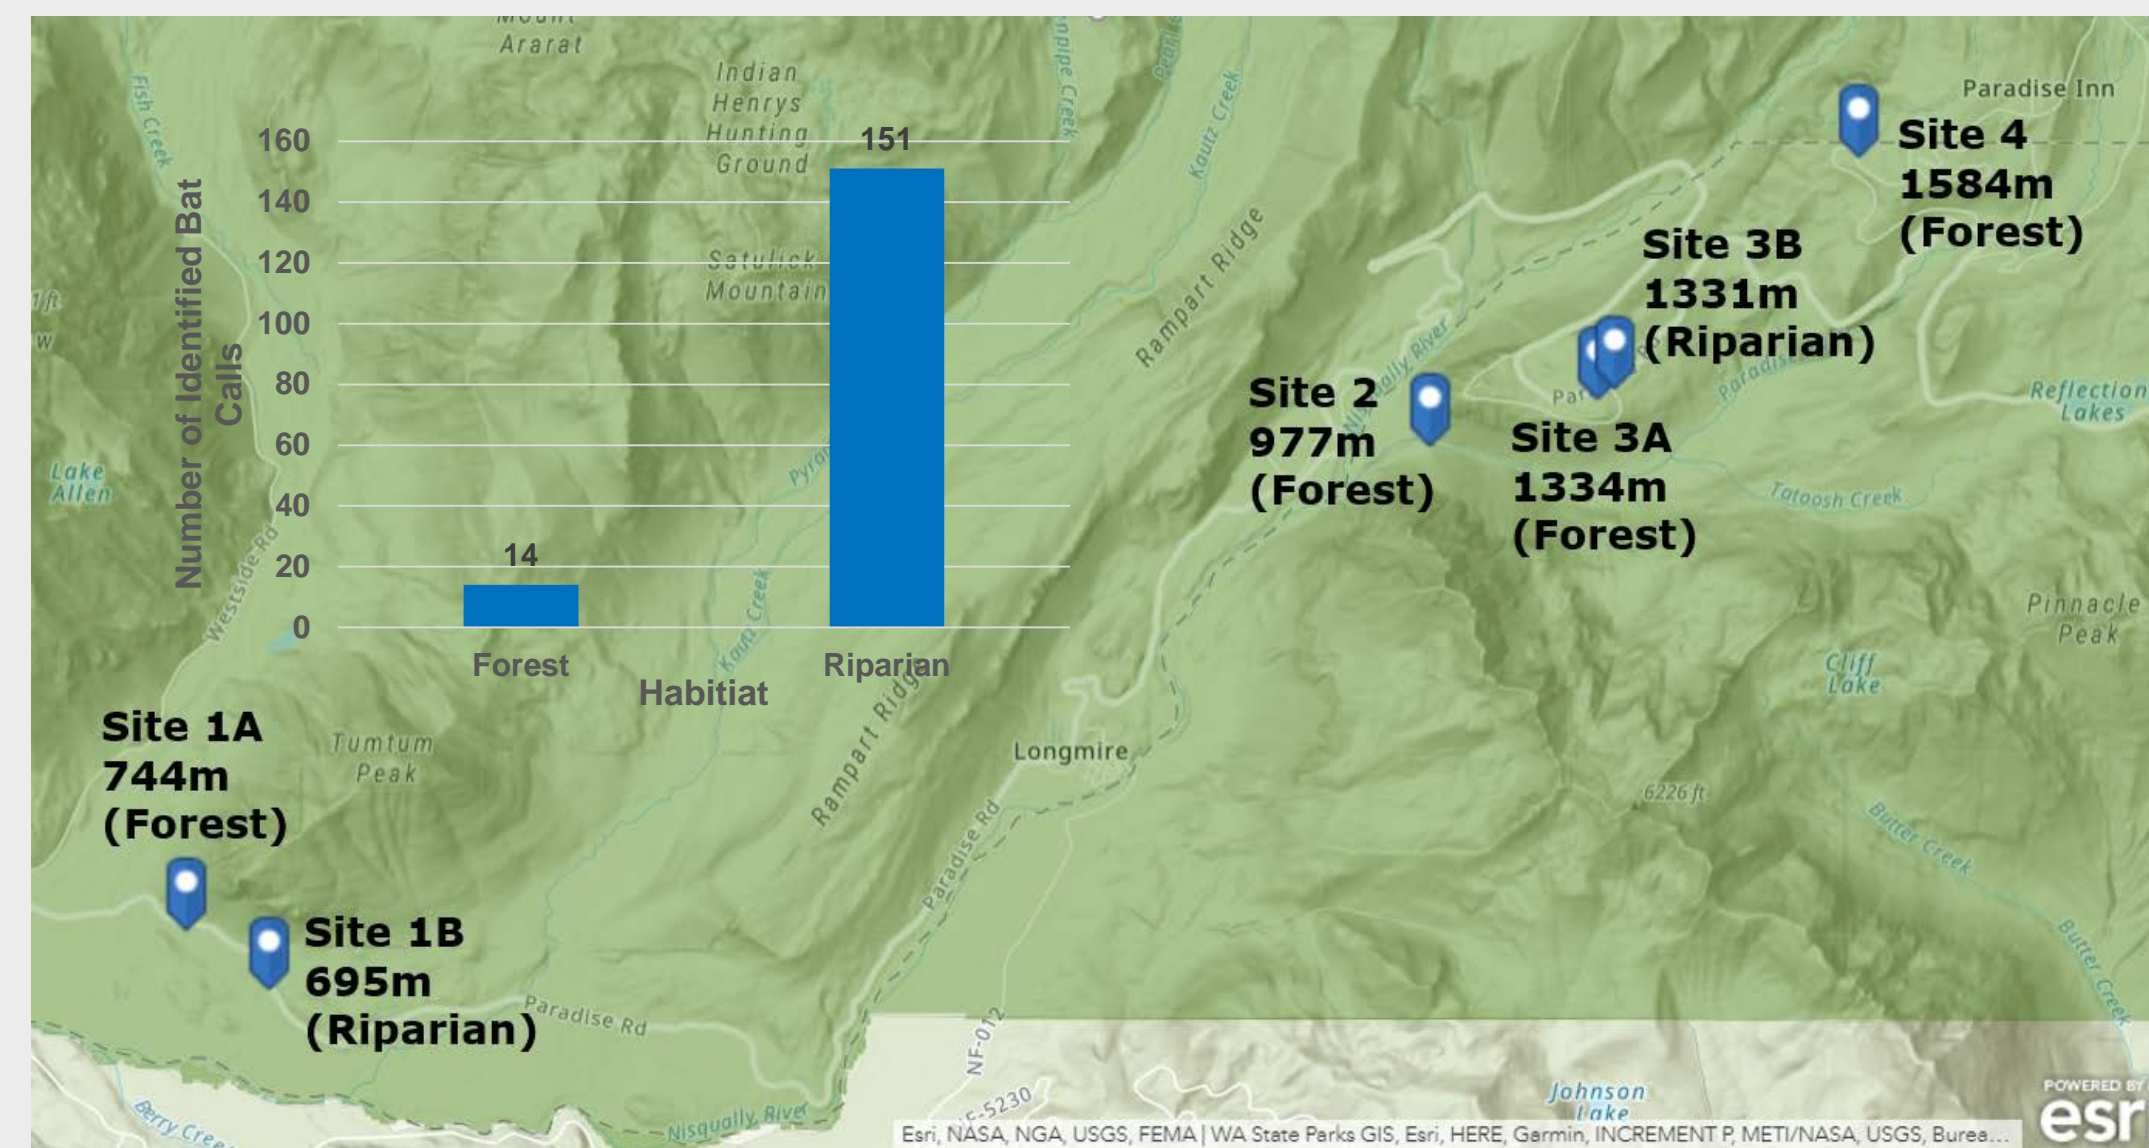 Ararat
Indian
Henrys
Hunting
Ground
Fish Creek
Kautz Creek
Paradise Inn
Site 4
1584m
(Forest)
Site 3B
1331m
(Riparian)
Rampart Ridge
Satulick
Mountain
160
140
120
100
80
60
40
20
0
151
14
Number of Identified Bat
Calls
Forest
Riparian
Habitiat
Site 2
977m
(Forest)
Nisqually River
Site 3A
1334m
(Forest)
Reflection
Lakes
Tatoosh Creek
Lake
Allen
Westside Rd
Kautz Creek
Pinnacle
Peak
Cliff
Lake
Site 1A
744m
(Forest)
Tumtum
Peak
Rampart Ridge
Longmire
6226 ft
Butter Creek
Paradise Rd
Site 1B
695m
(Riparian)
Paradise Rd
Butter Creek
NF-012
Johnson
Lake
Nisqually River
POWERED BY
esri
Esri, NASA, NGA, USGS, FEMA | WA State Parks GIS, Esri, HERE, Garmin, INCREMENT P, METI/NASA, USGS, Burea...